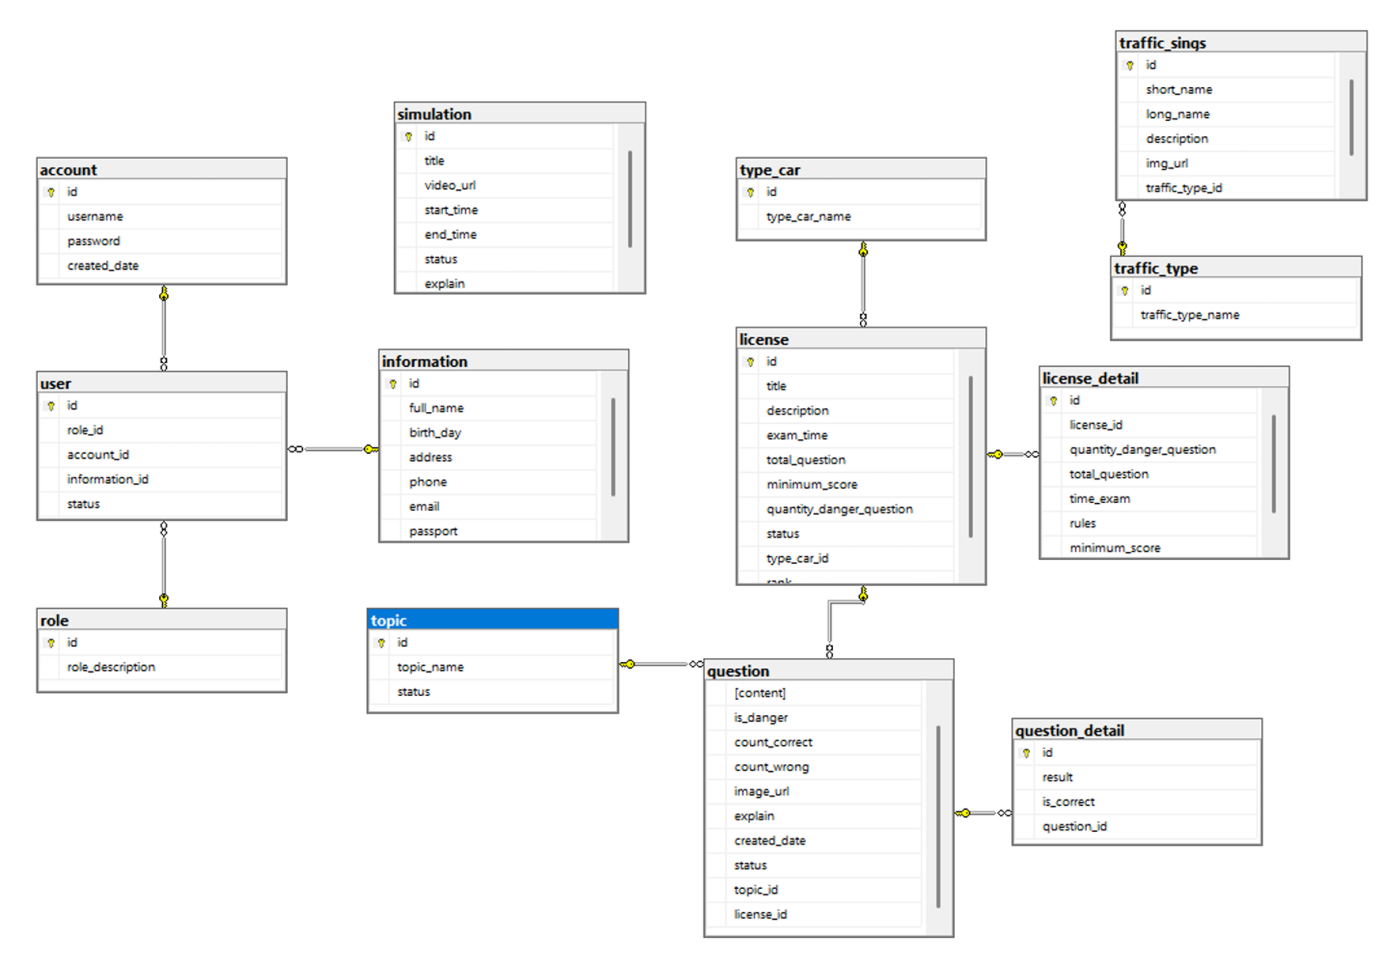 traffic_sings
id
short_name
long_name
description
img_url
traffic_type_id
simulation
id
title
video_url
start_time
end_time
status
explain
account
id
username
password
created_date
type_car
id
type_car_name
traffic_type
id
traffic_type_name
license
id
title
description
exam_time
total_question
minimum_score
quantity_danger_question
status
type_car_id
rank
information
id
full_name
birth_day
address
phone
email
passport
license_detail
id
license_id
quantity_danger_question
total_question
time_exam
rules
minimum_score
user
id
role_id
account_id
information_id
status
role
id
role_description
topic
id
topic_name
status
question
[content]
is_danger
count_correct
count_wrong
image_url
explain
created_date
status
topic_id
license_id
question_detail
id
result
is_correct
question_id